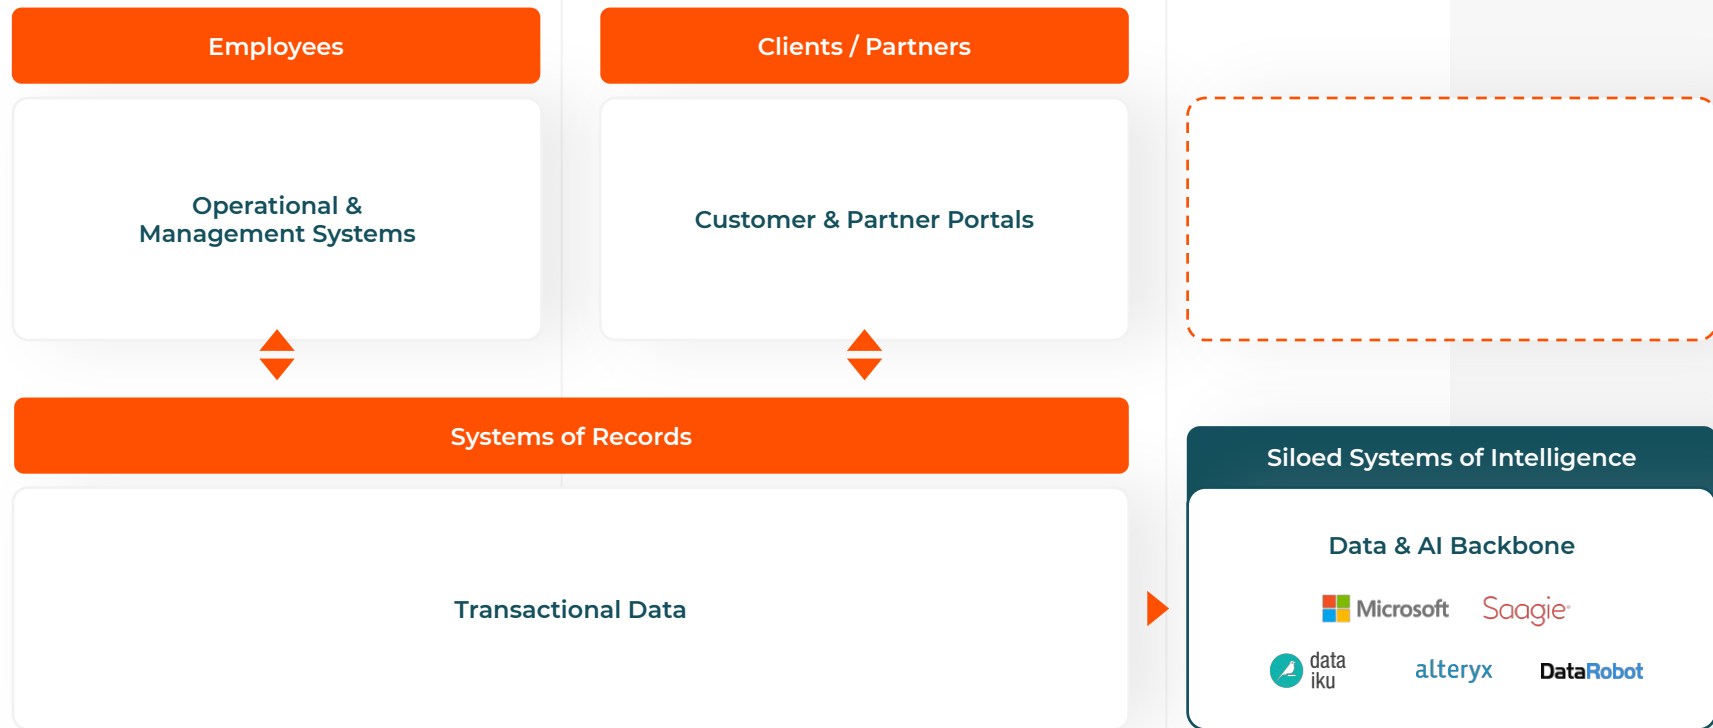 Employees
Clients / Partners
Operational &
Management Systems
Customer & Partner Portals
Systems of Records
Siloed Systems of Intelligence
Transactional Data
Data & AI Backbone
Microsoft
Saagie
data
iku
alteryx
DataRobot